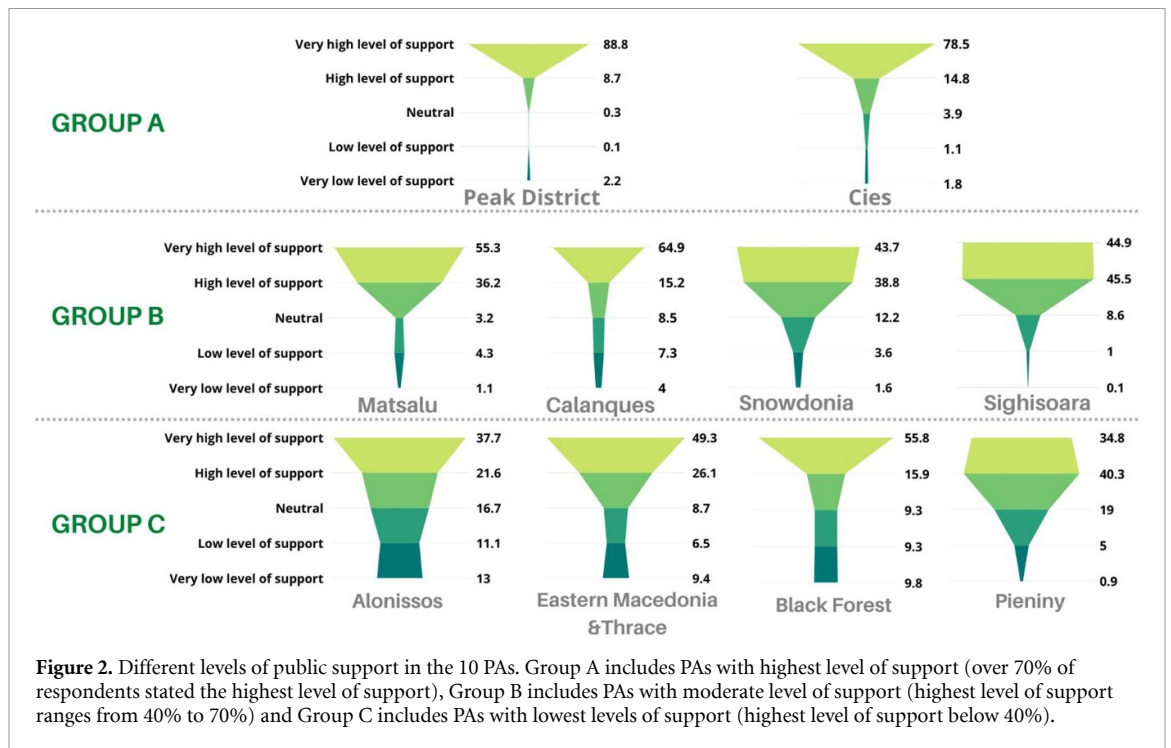 Very high level of support 88.8 78.5
High level of support 8.7 14.8
Neutral 0.3 3.9
GROUP A
Low level of support 0.1 1.1
Very low level of support 2.2 1.8
Peak District Cies
Very high level of support 55.3 64.9 43.7 44.9
High level of support 36.2 15.2 38.8 45.5
GROUP B
Neutral 3.2 8.5 12.2 8.6
Low level of support 4.3 7.3 3.6 1
Very low level of support 1.1 4 1.6 0.1
Matsalu Calanques Snowdonia Sighisoara
Very high level of support 37.7 49.3 55.8 34.8
High level of support 21.6 26.1 15.9 40.3
Neutral 16.7 8.7 9.3 19
GROUP C
Low level of support 11.1 6.5 9.3 5
Very low level of support 13 9.4 9.8 0.9
Alonissos Eastern Macedonia Black Forest Pieniny
&Thrace
Figure 2. Different levels of public support in the 10 PAs. Group A includes PAs with highest level of support (over 70% of
respondents stated the highest level of support), Group B includes PAs with moderate level of support (highest level of support
ranges from 40% to 70%) and Group C includes PAs with lowest levels of support (highest level of support below 40%).